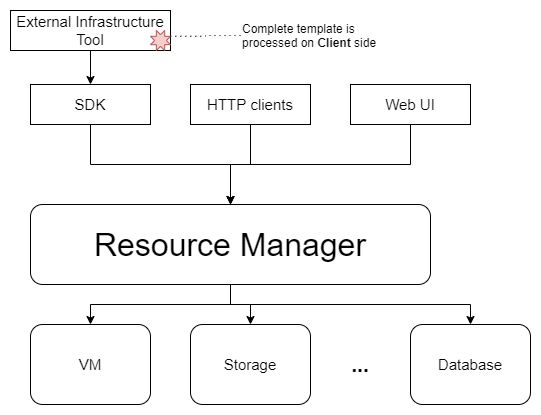 External Infrastructure
Tool
Complete template is
processed on Client side
SDK
HTTP clients
Web UI
Resource Manager
VM
Storage
...
Database